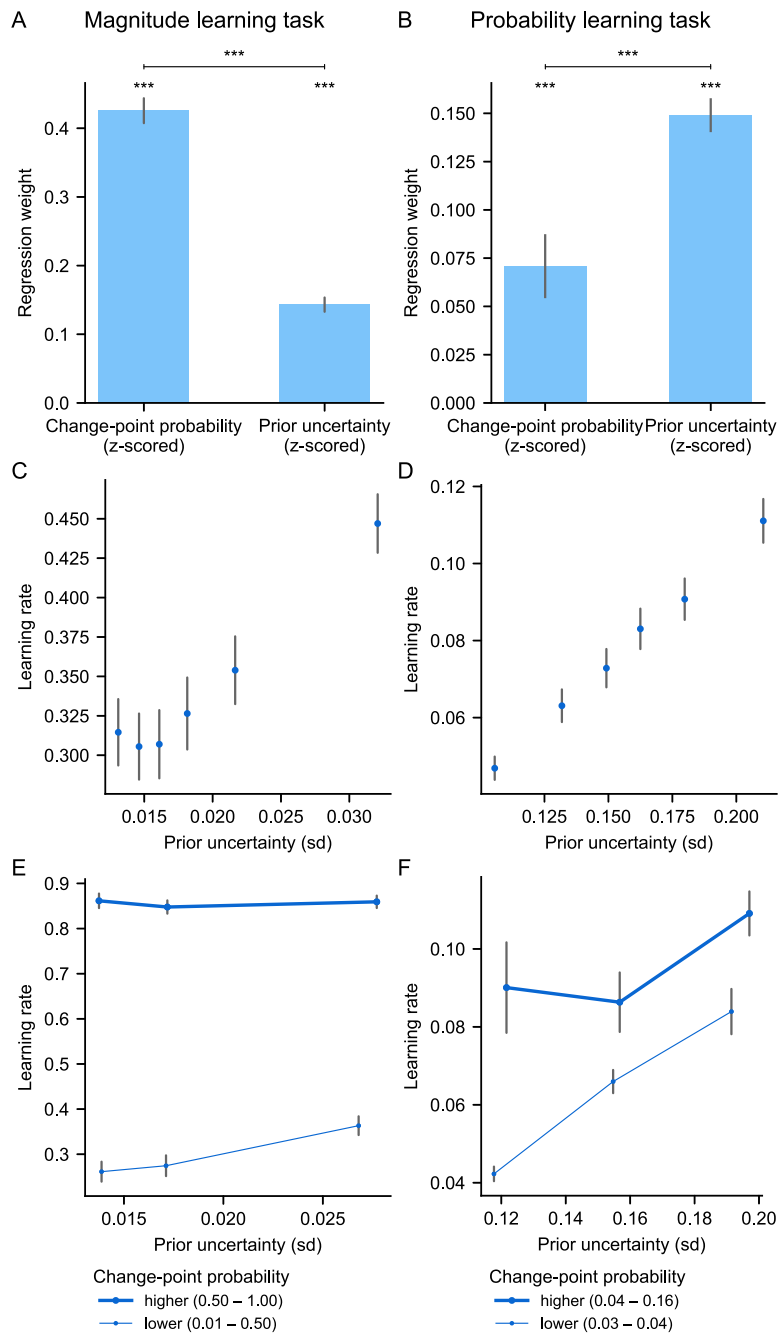 A Magnitude learning task
B Probability learning task
***
*** ***
***
*** ***
Regression weight
0.4
0.3
0.2
0.1
0.0
Change-point probability
(z-scored)
Prior uncertainty
(z-scored)
Regression weight
0.150
0.125
0.100
0.075
0.050
0.025
0.000
Change-point probability
(z-scored)
Prior uncertainty
(z-scored)
C
Learning rate
0.450
0.425
0.400
0.375
0.350
0.325
0.300
0.015 0.020 0.025 0.030
Prior uncertainty (sd)
D
Learning rate
0.12
0.10
0.08
0.06
0.125 0.150 0.175 0.200
Prior uncertainty (sd)
E
Learning rate
0.9
0.8
0.7
0.6
0.5
0.4
0.3
0.015 0.020 0.025
Prior uncertainty (sd)
Change-point probability
higher (0.50 – 1.00)
lower (0.01 – 0.50)
F
Learning rate
0.10
0.08
0.06
0.04
0.12 0.14 0.16 0.18 0.20
Prior uncertainty (sd)
Change-point probability
higher (0.04 – 0.16)
lower (0.03 – 0.04)